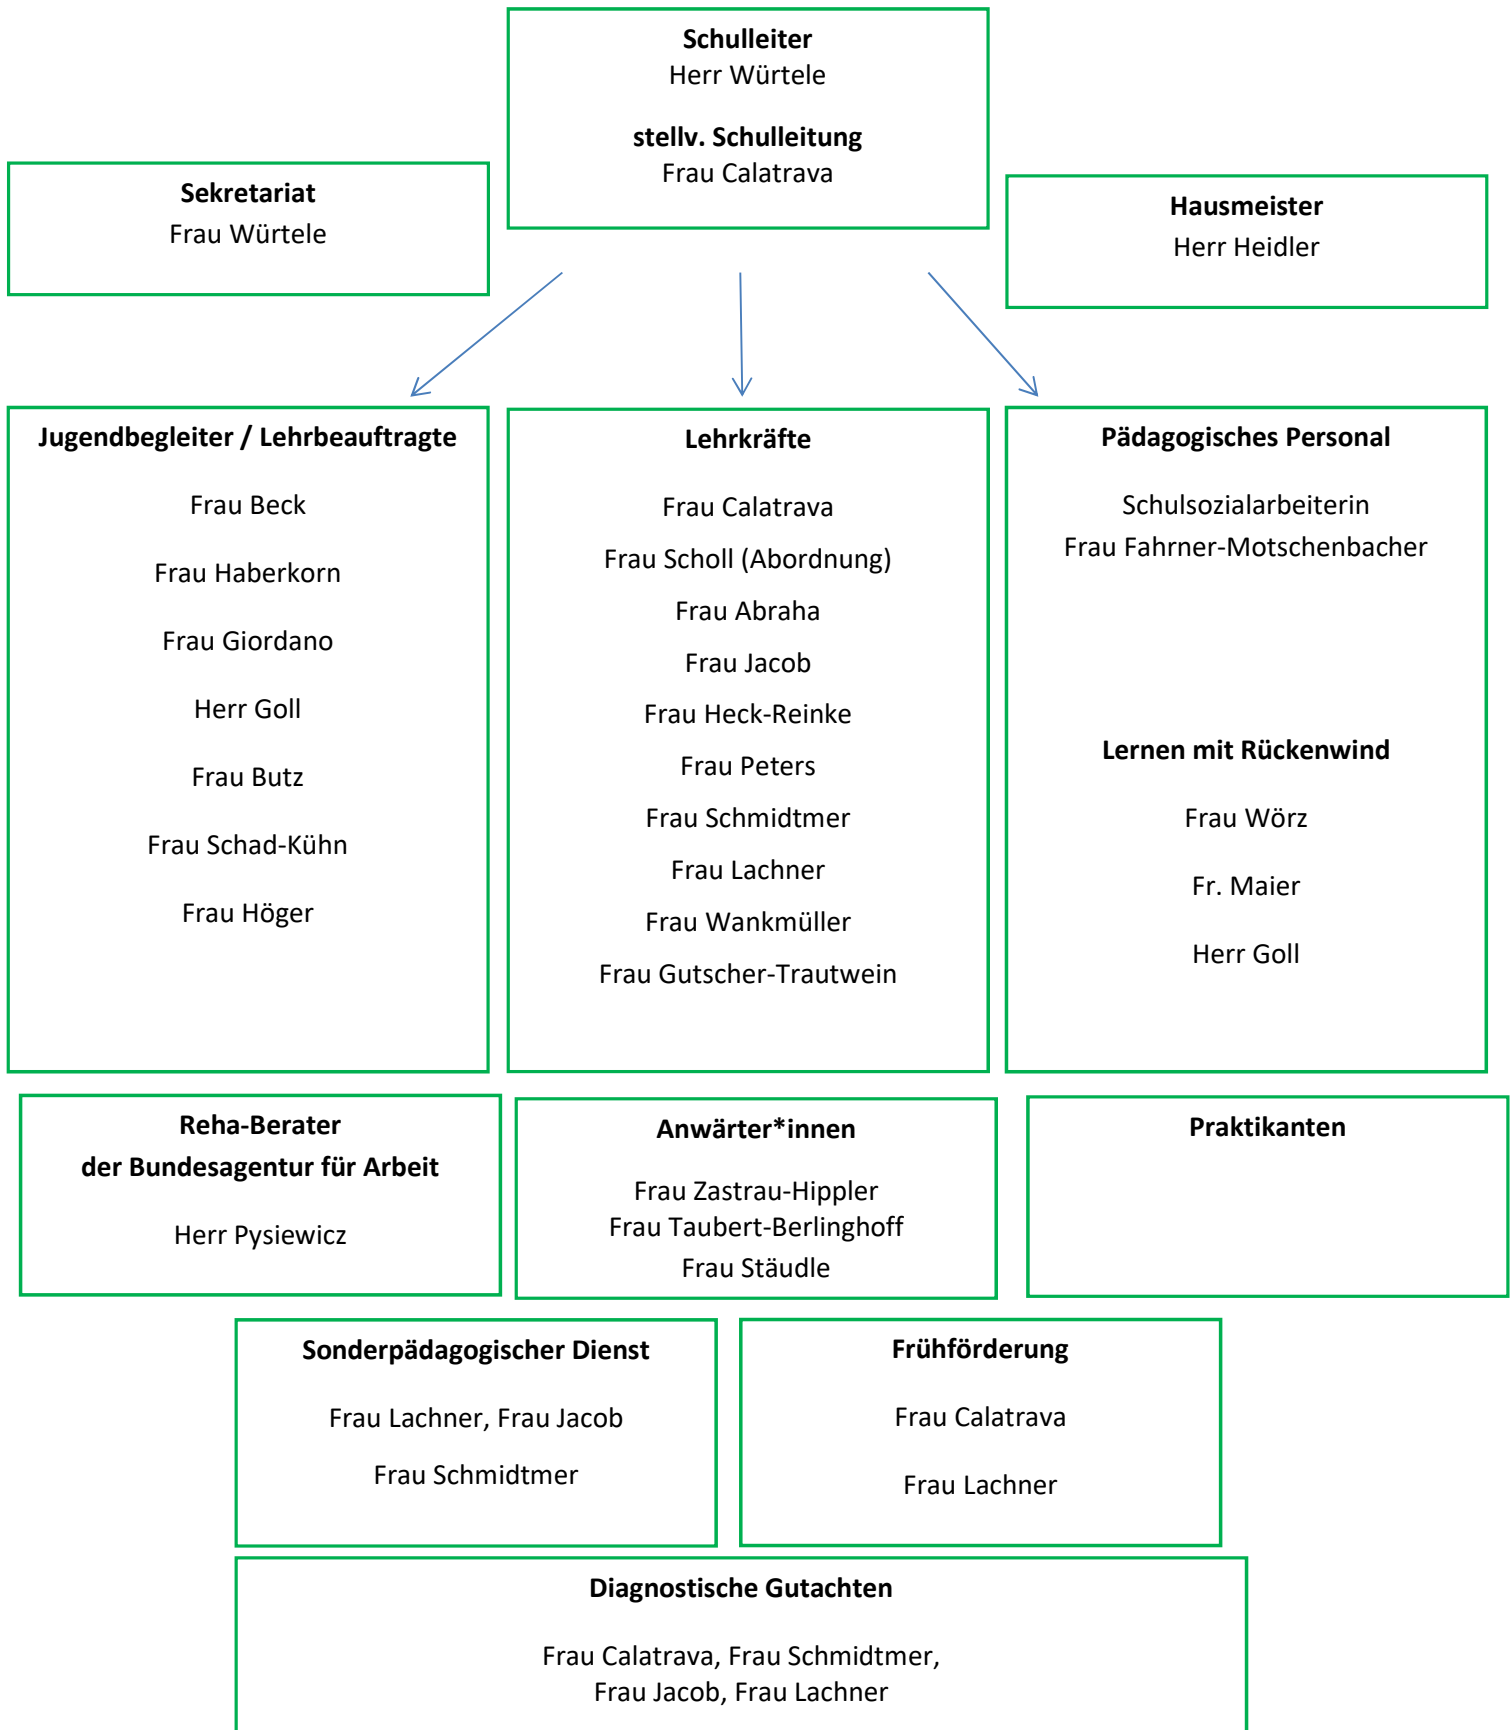 Schulleiter
Herr Würtele
stellv. Schulleitung
Frau Calatrava
Sekretariat
Frau Würtele
Hausmeister
Herr Heidler
Jugendbegleiter / Lehrbeauftragte
Frau Beck
Frau Haberkorn
Frau Giordano
Herr Goll
Frau Butz
Frau Schad-Kühn
Frau Höger
Lehrkräfte
Frau Calatrava
Frau Scholl (Abordnung)
Frau Abraha
Frau Jacob
Frau Heck-Reinke
Frau Peters
Frau Schmidtmer
Frau Lachner
Frau Wankmüller
Frau Gutscher-Trautwein
Pädagogisches Personal
Schulsozialarbeiterin
Frau Fahrner-Motschenbacher
Lernen mit Rückenwind
Frau Wörz
Fr. Maier
Herr Goll
Reha-Berater
der Bundesagentur für Arbeit
Herr Pysiewicz
Anwärter*innen
Frau Zastrau-Hippler
Frau Taubert-Berlinghoff
Frau Stäudle
Praktikanten
Sonderpädagogischer Dienst
Frau Lachner, Frau Jacob
Frau Schmidtmer
Frühförderung
Frau Calatrava
Frau Lachner
Diagnostische Gutachten
Frau Calatrava, Frau Schmidtmer,
Frau Jacob, Frau Lachner